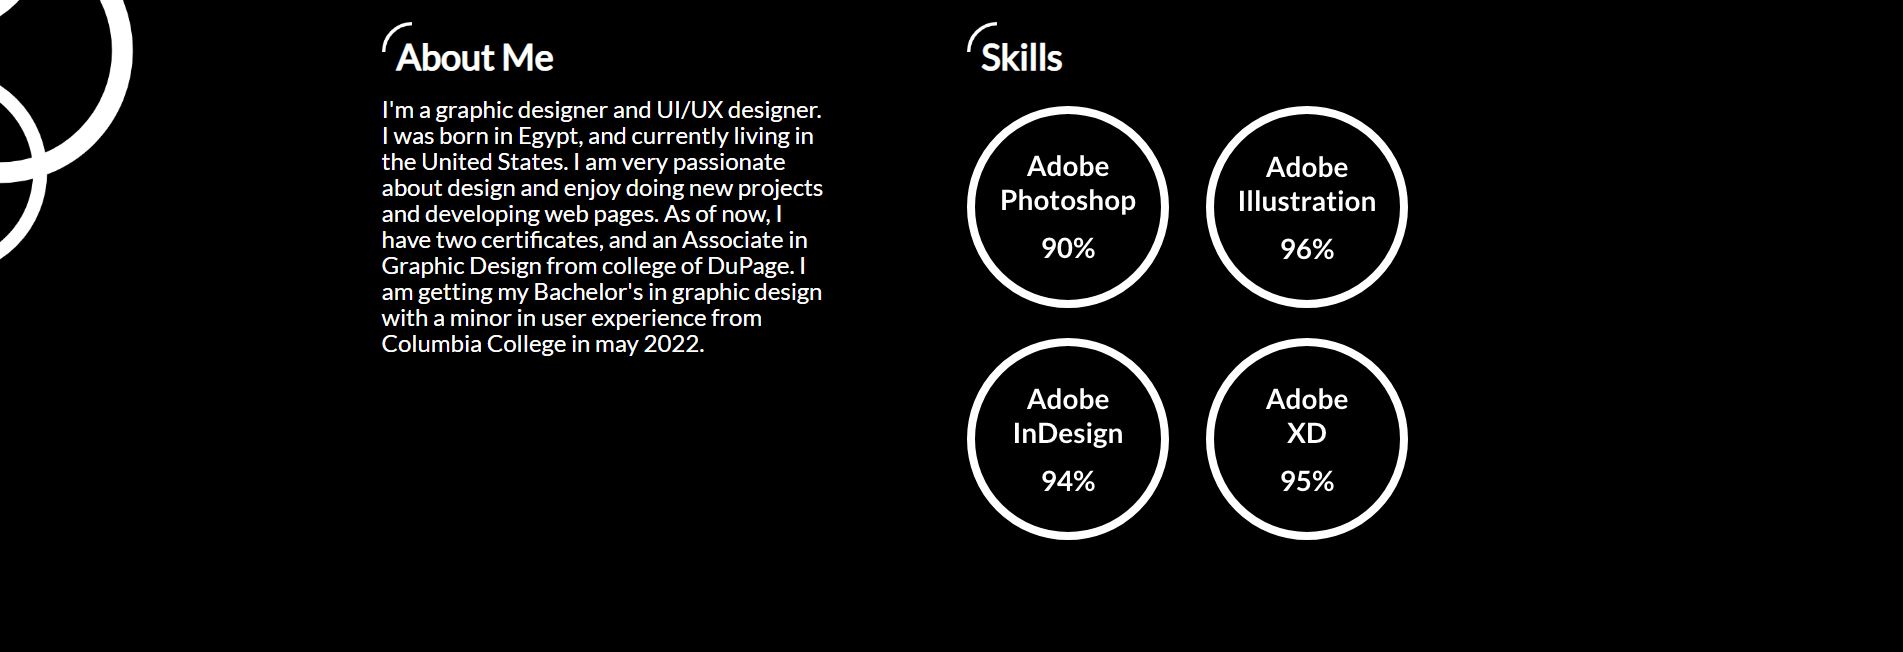 About Me
I'm a graphic designer and UI/UX designer.
I was born in Egypt, and currently living in
the United States. I am very passionate
about design and enjoy doing new projects
and developing web pages. As of now, I
have two certificates, and an Associate in
Graphic Design from college of DuPage. I
am getting my Bachelor's in graphic design
with a minor in user experience from
Columbia College in may 2022.
Skills
Adobe
Photoshop
90%
Adobe
Illustration
96%
Adobe
InDesign
94%
Adobe
XD
95%